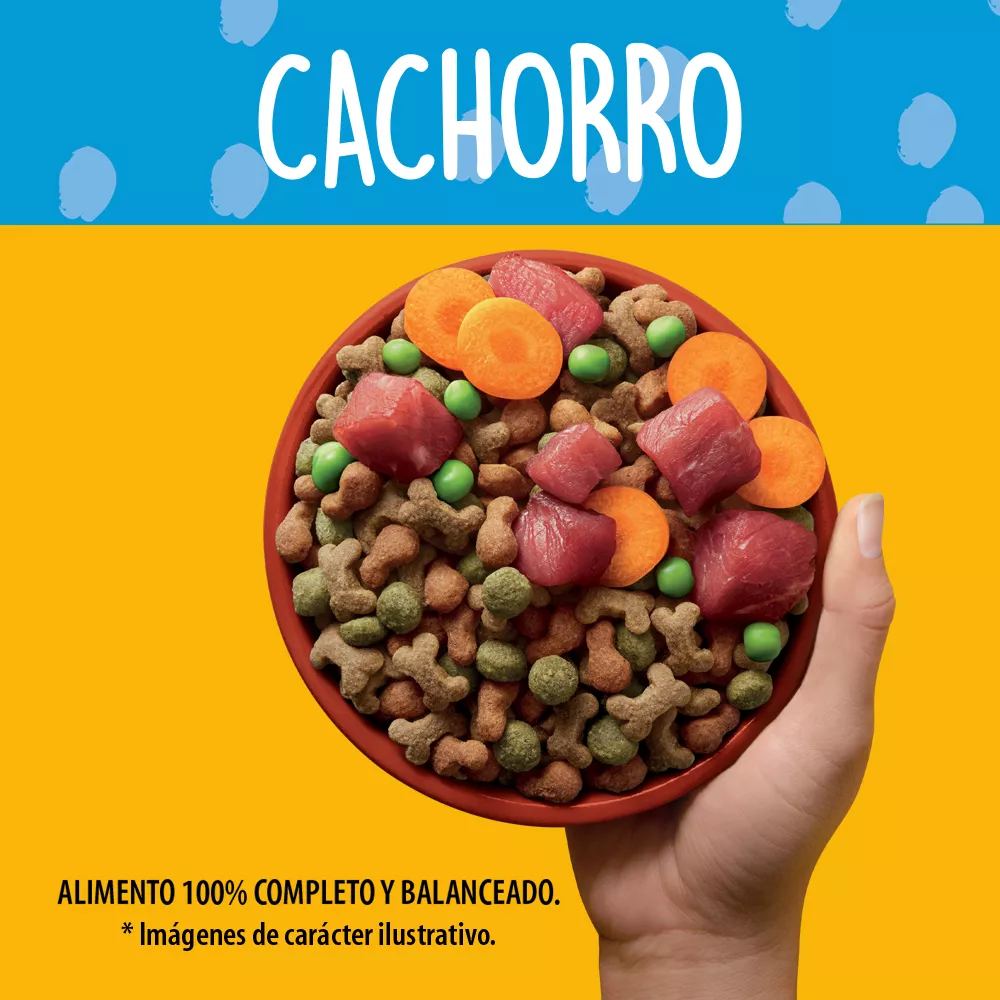 CACHORRO
ALIMENTO 100% COMPLETO Y BALANCEADO.
* Imágenes de carácter ilustrativo.